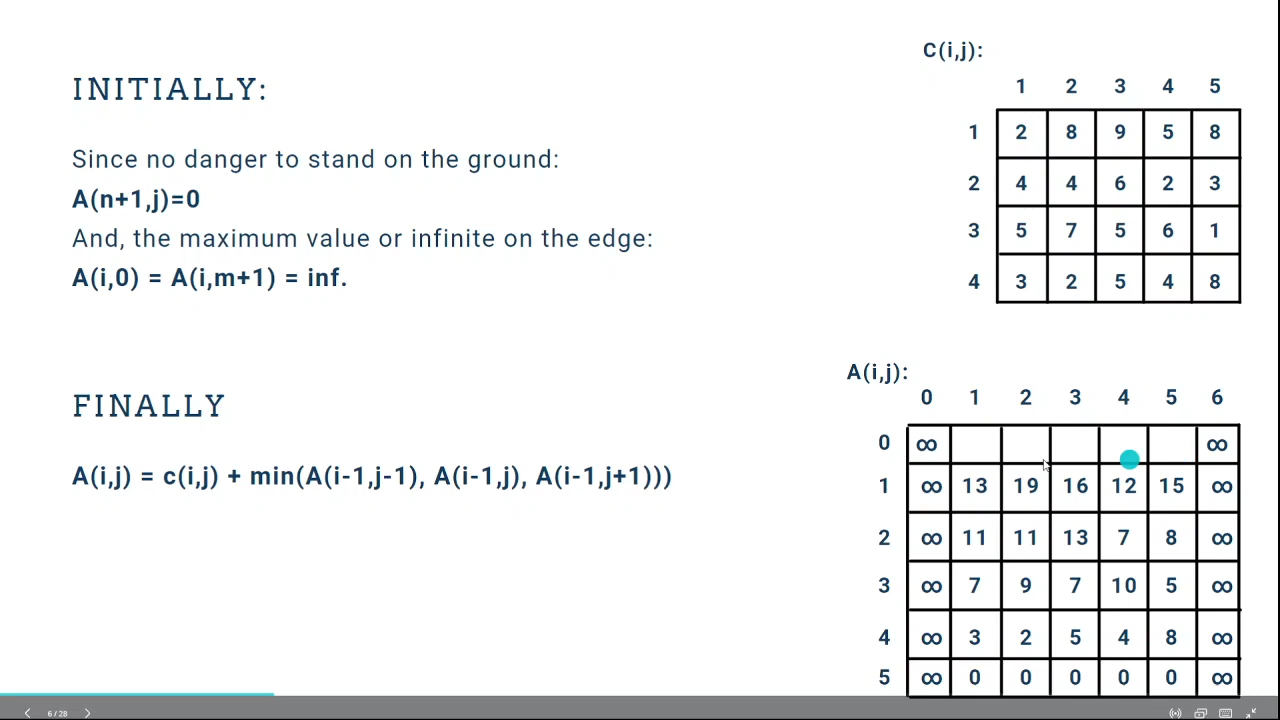 INITIALLY:
Since no danger to stand on the ground:
A(n+1,j)=0
And, the maximum value or infinite on the edge:
A(i,0) = A(i,m+1) = inf.
FINALLY
A(i,j) = c(i,j) + min(A(i-1,j-1), A(i-1,j), A(i-1,j+1)))
C(i,j):
1 2 3 4 5
1 2 8 9 5 8
2 4 4 6 2 3
3 5 7 5 6 1
4 3 2 5 4 8
A(i,j):
0 1 2 3 4 5 6
0 ∞ ∞
1 ∞ 13 19 16 12 15 ∞
2 ∞ 11 11 13 7 8 ∞
3 ∞ 7 9 7 10 5 ∞
4 ∞ 3 2 5 4 8 ∞
5 ∞ 0 0 0 0 0 ∞
6 / 28